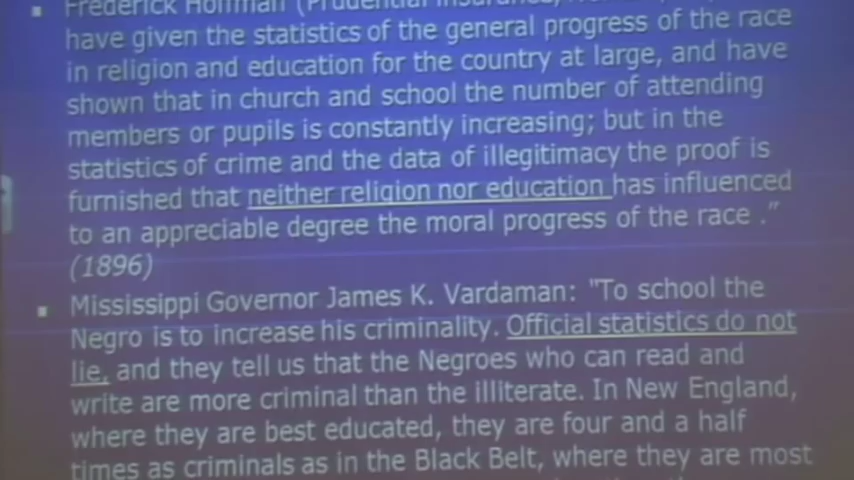 Frederick Hoffman (Prudential Insurance,
have given the statistics of the general progress of the race
in religion and education for the country at large, and have
shown that in church and school the number of attending
members or pupils is constantly increasing; but in the
statistics of crime and the data of illegitimacy the proof is
furnished that neither religion nor education has influenced
to an appreciable degree the moral progress of the race .”
(1896)
Mississippi Governor James K. Vardaman: "To school the
Negro is to increase his criminality. Official statistics do not
lie, and they tell us that the Negroes who can read and
write are more criminal than the illiterate. In New England,
where they are best educated, they are four and a half
times as criminals as in the Black Belt, where they are most